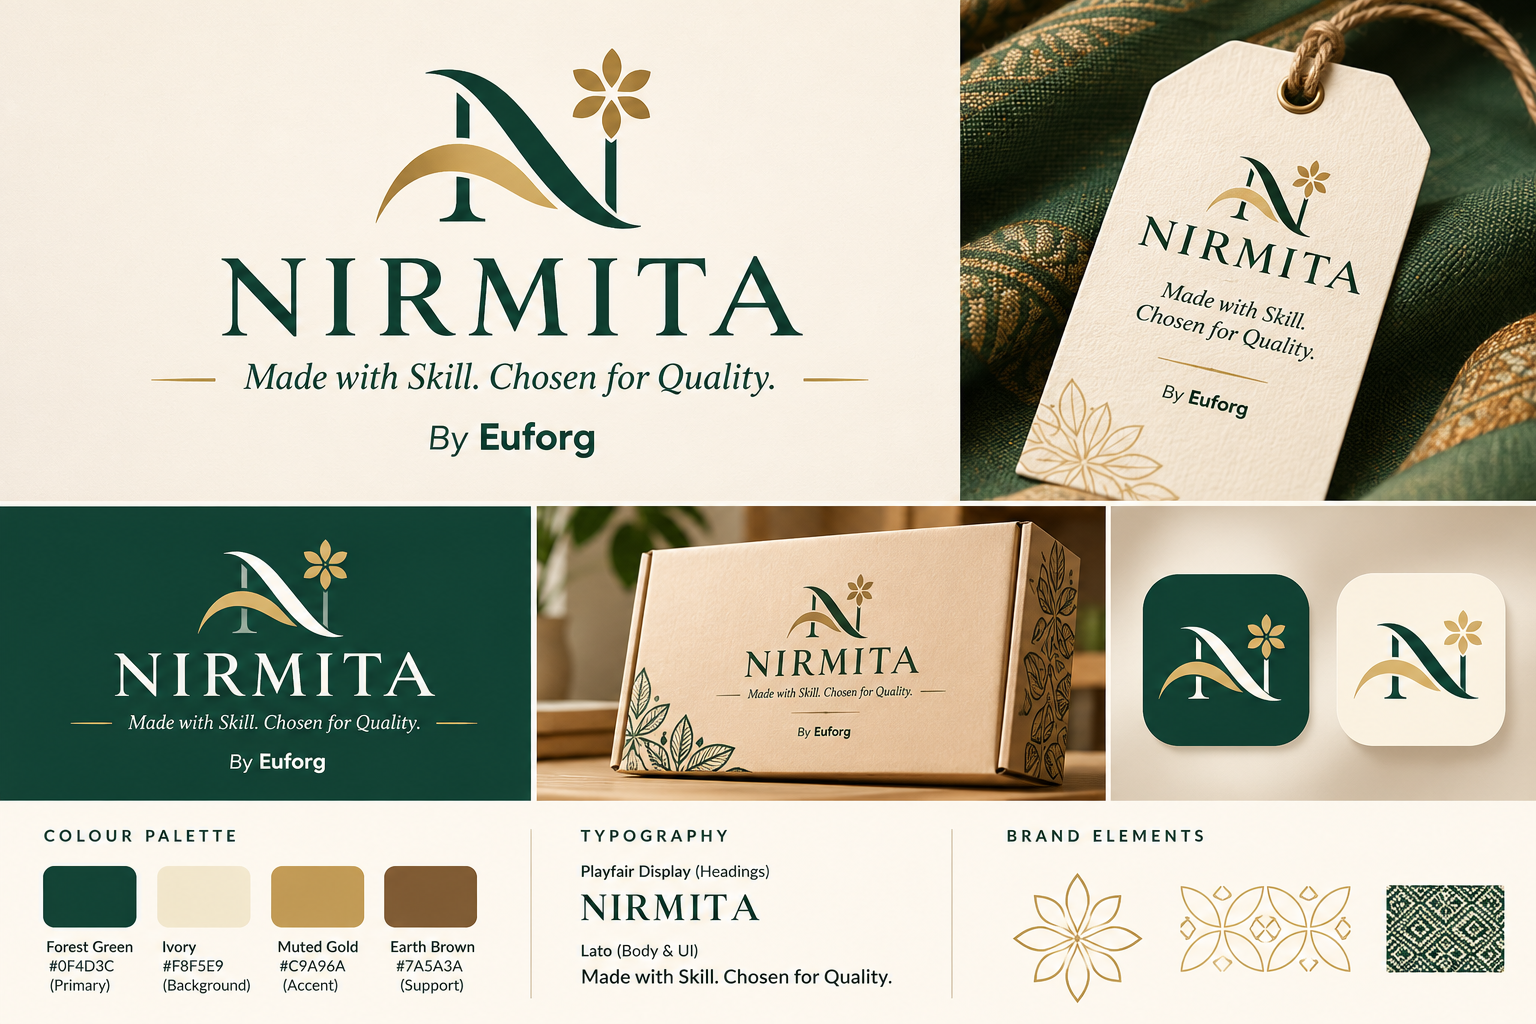 NIRMITA
Made with Skill. Chosen for Quality.
By Euforg
NIRMITA
Made with Skill.
Chosen for Quality.
By Euforg
NIRMITA
Made with Skill. Chosen for Quality.
By Euforg
NIRMITA
Made with Skill. Chosen for Quality.
By Euforg
COLOUR PALETTE
Forest Green
#0F4D3C
(Primary)
Ivory
#F8F5E9
(Background)
Muted Gold
#C9A96A
(Accent)
Earth Brown
#7A5A3A
(Support)
TYPOGRAPHY
Playfair Display (Headings)
NIRMITA
Lato (Body & UI)
Made with Skill. Chosen for Quality.
BRAND ELEMENTS